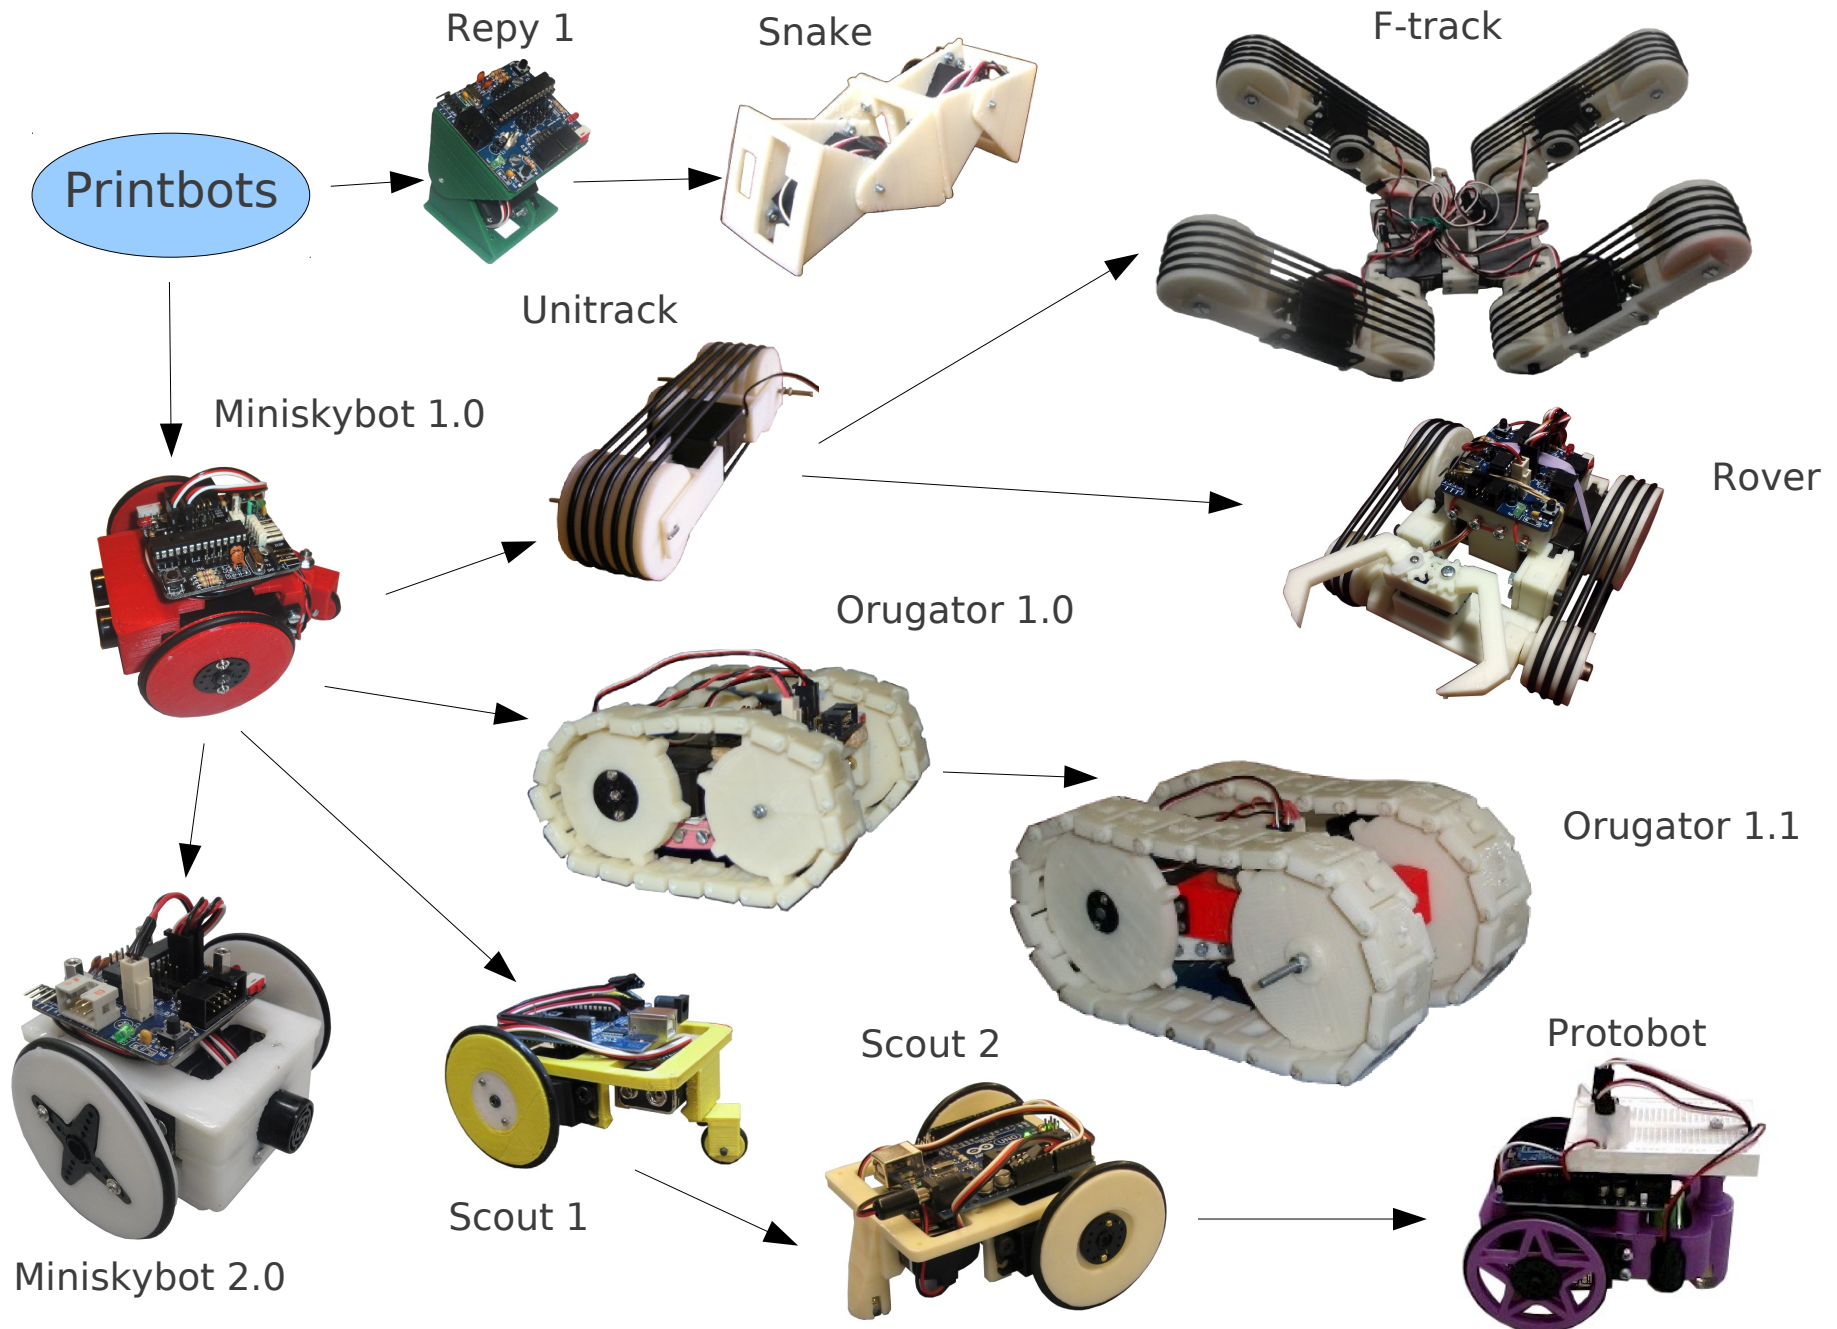 Repy 1
Snake
F-track
Printbots
Unitrack
Miniskybot 1.0
Rover
Orugator 1.0
Orugator 1.1
Scout 2
Protobot
Scout 1
Miniskybot 2.0